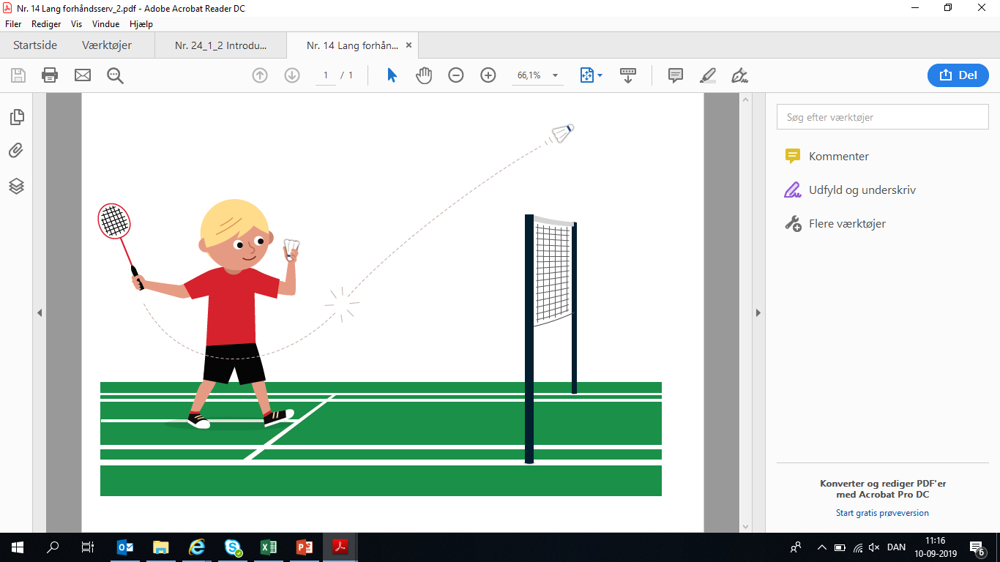 Nr. 14 Lang forhåndsserv_2.pdf - Adobe Acrobat Reader DC
Filer Rediger Vis Vindue Hjælp
Startside Værktøjer Nr. 24_1_2 Introdu... Nr. 14 Lang forhån...
1 / 1 66,1% Del
Søg efter værktøjer
Kommenter
Udfyld og underskriv
Flere værktøjer
Konverter og rediger PDF'er
med Acrobat Pro DC
Start gratis prøveversion
DAN
11:16
10-09-2019
6